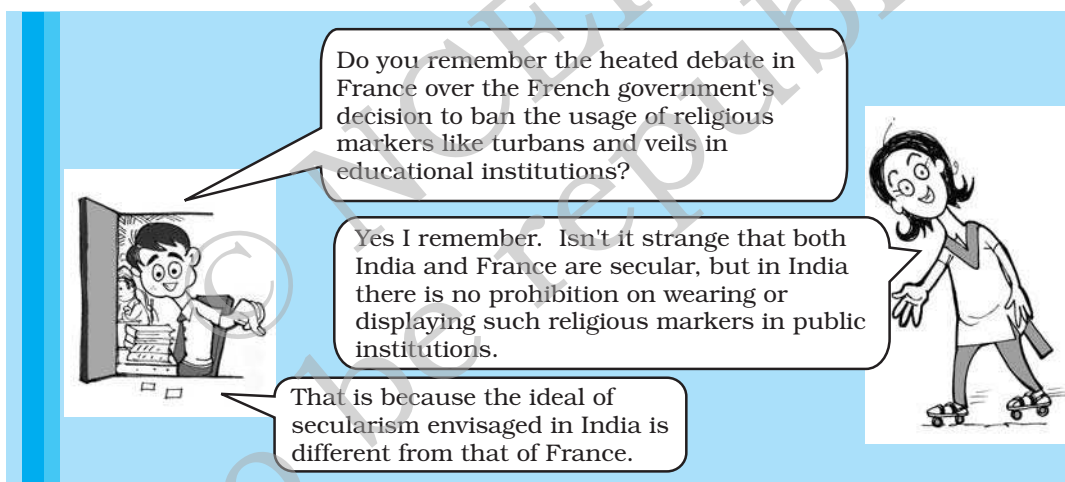 Do you remember the heated debate in
France over the French government's
decision to ban the usage of religious
markers like turbans and veils in
educational institutions?
Yes I remember. Isn't it strange that both
India and France are secular, but in India
there is no prohibition on wearing or
displaying such religious markers in public
institutions.
That is because the ideal of
secularism envisaged in India is
different from that of France.
© NCE
be republ